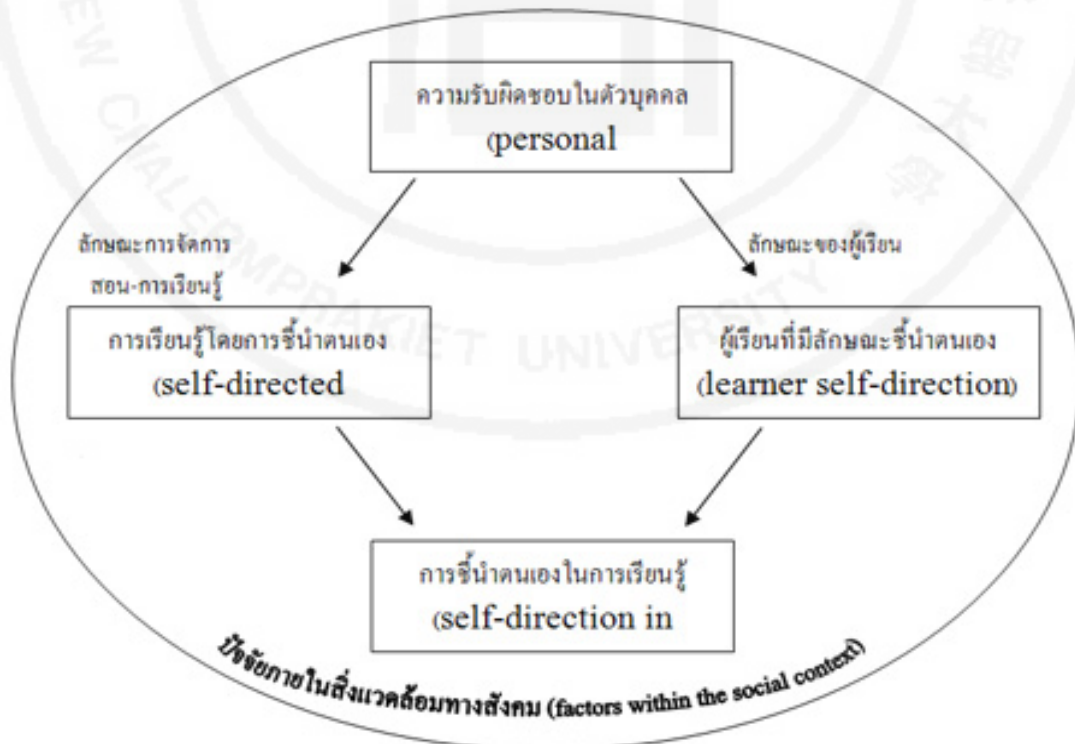 ความรับผิดชอบในตัวบุคคล
(personal
ลักษณะการจัดการ
สอน-การเรียนรู้
ลักษณะของผู้เรียน
การเรียนรู้โดยการชี้นำตนเอง
(self-directed
ผู้เรียนที่มีลักษณะชี้นำตนเอง
(learner self-direction)
การชี้นำตนเองในการเรียนรู้
(self-direction in
ปัจจัยภายในสิ่งแวดล้อมทางสังคม (factors within the social context)
CHALERMPRAKIET UNIVERSITY
聖
大
學